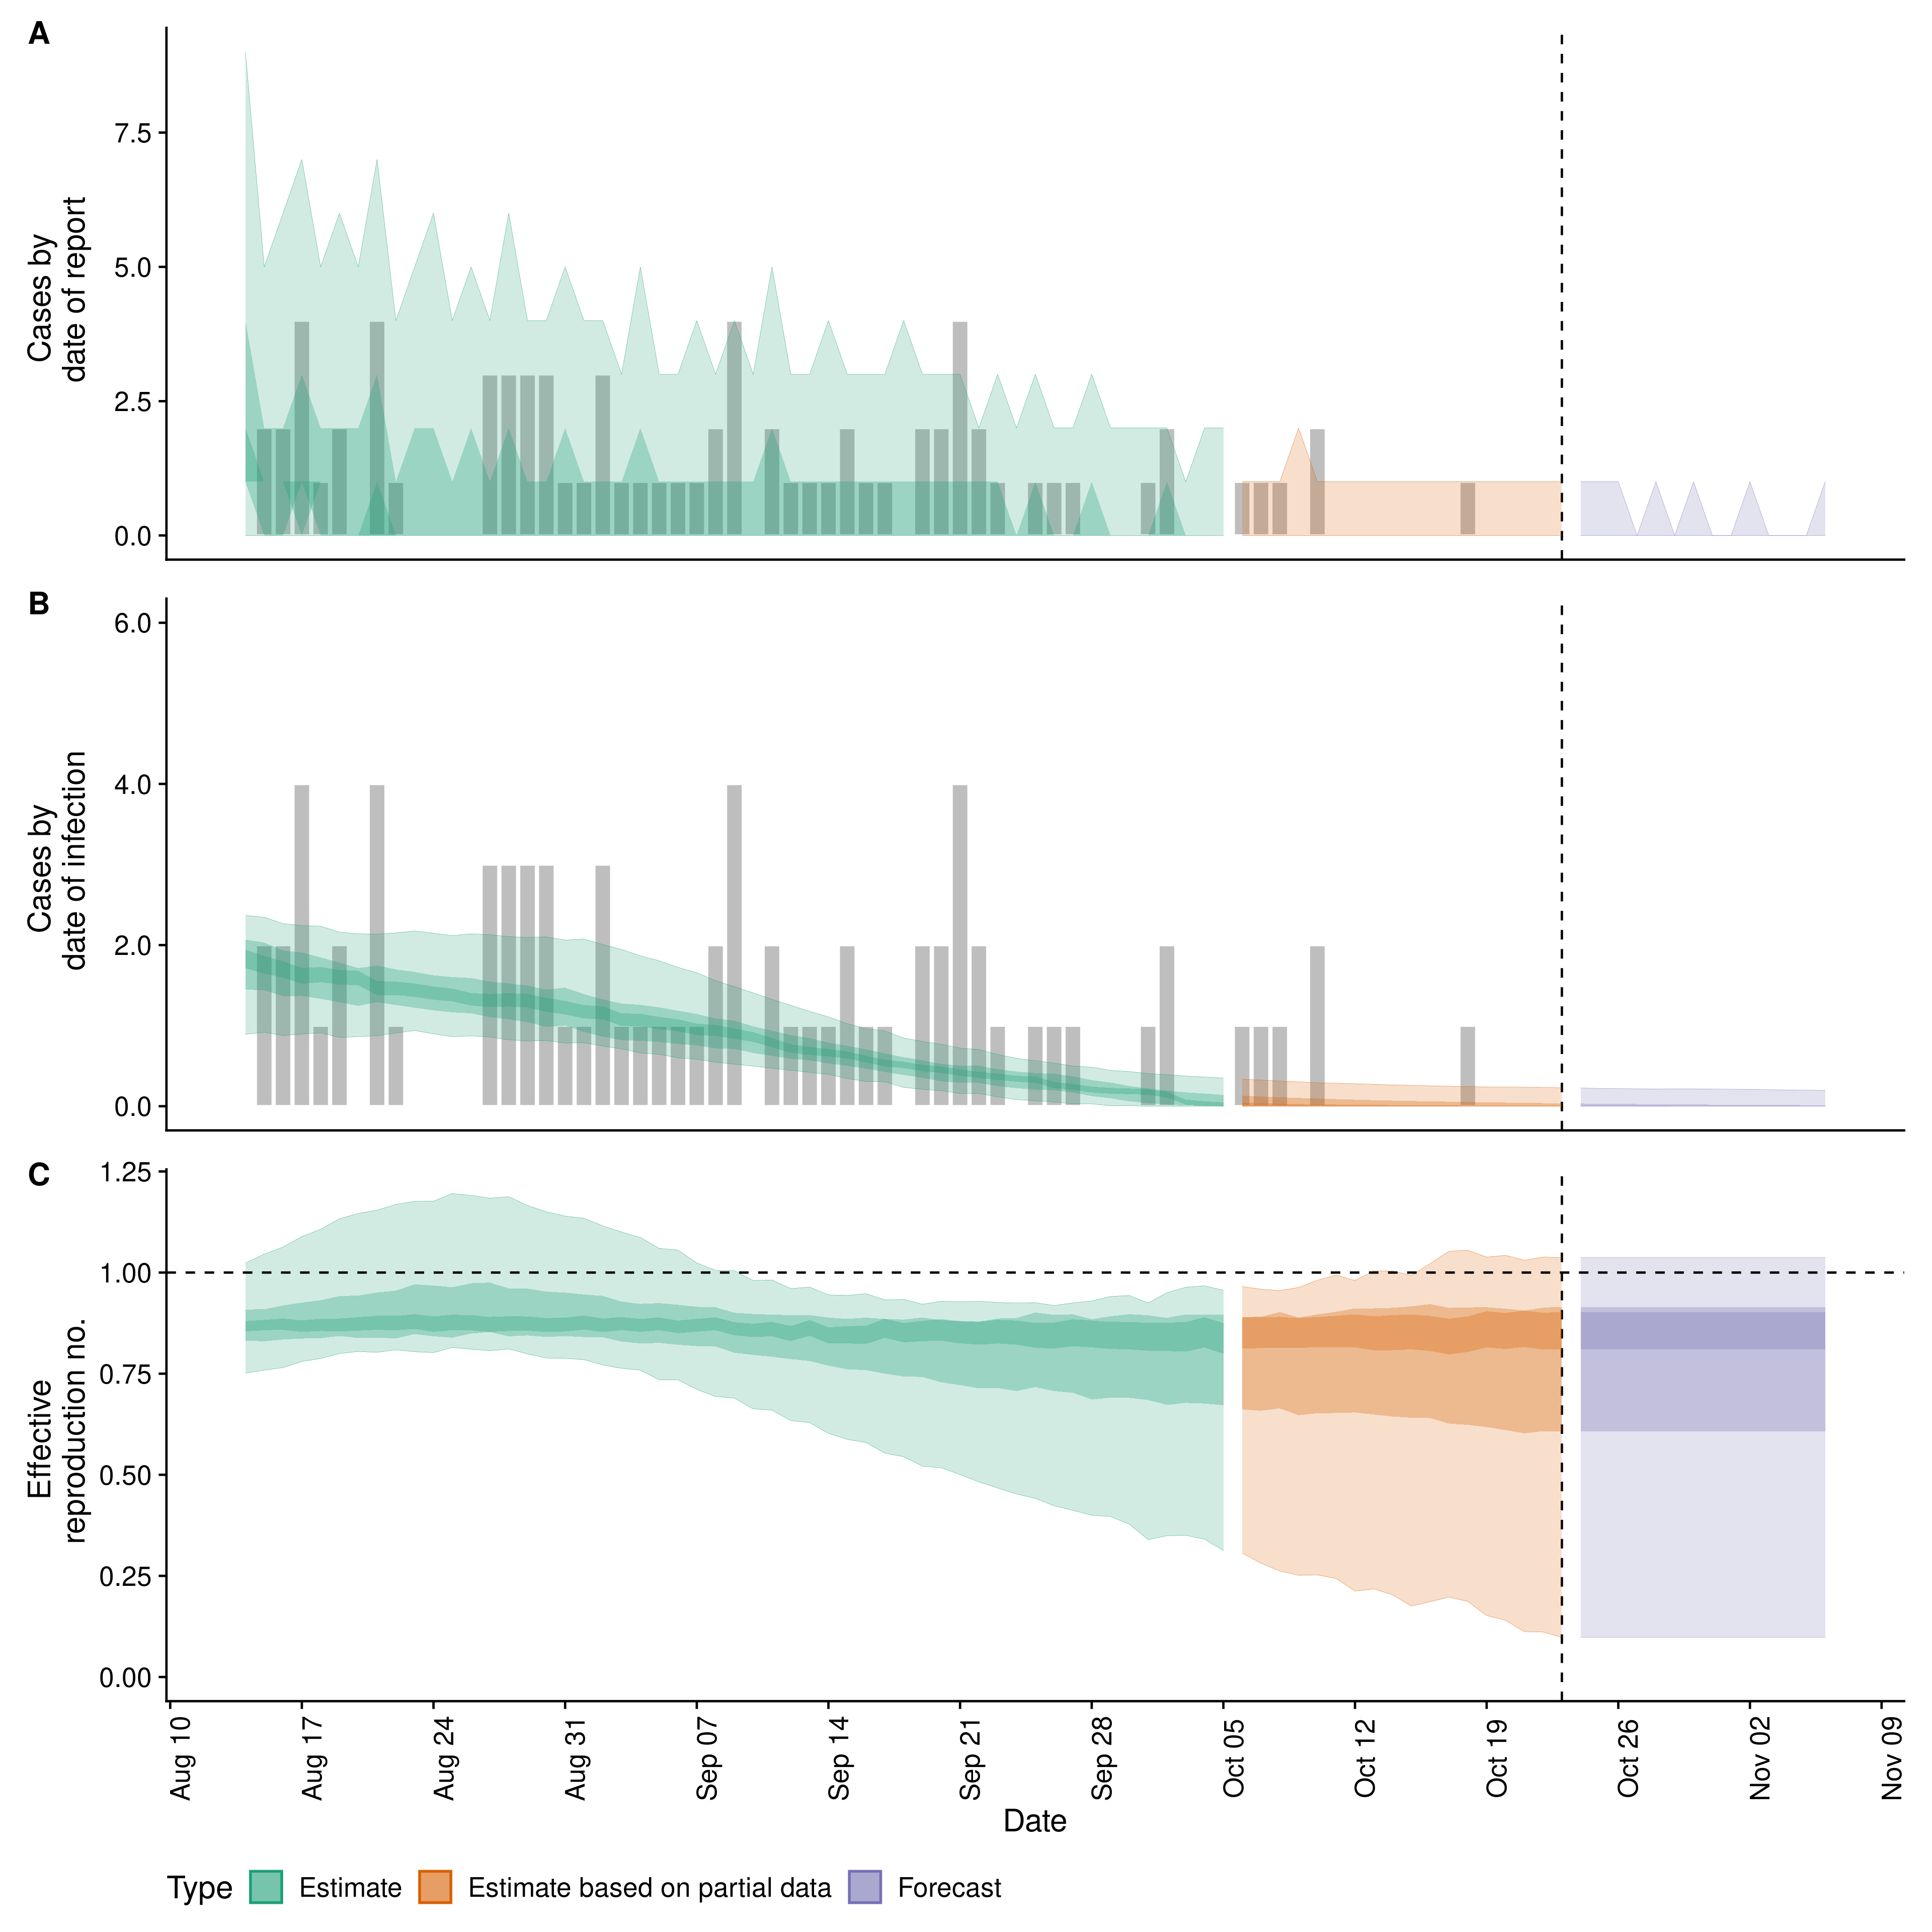 A
Cases by
date of report
7.5
5.0
2.5
0.0
B
Cases by
date of infection
6.0
4.0
2.0
0.0
C
Effective
reproduction no.
1.25
1.00
0.75
0.50
0.25
0.00
Aug 10
Aug 17
Aug 24
Aug 31
Sep 07
Sep 14
Sep 21
Sep 28
Oct 05
Oct 12
Oct 19
Oct 26
Nov 02
Nov 09
Date
Type Estimate Estimate based on partial data Forecast